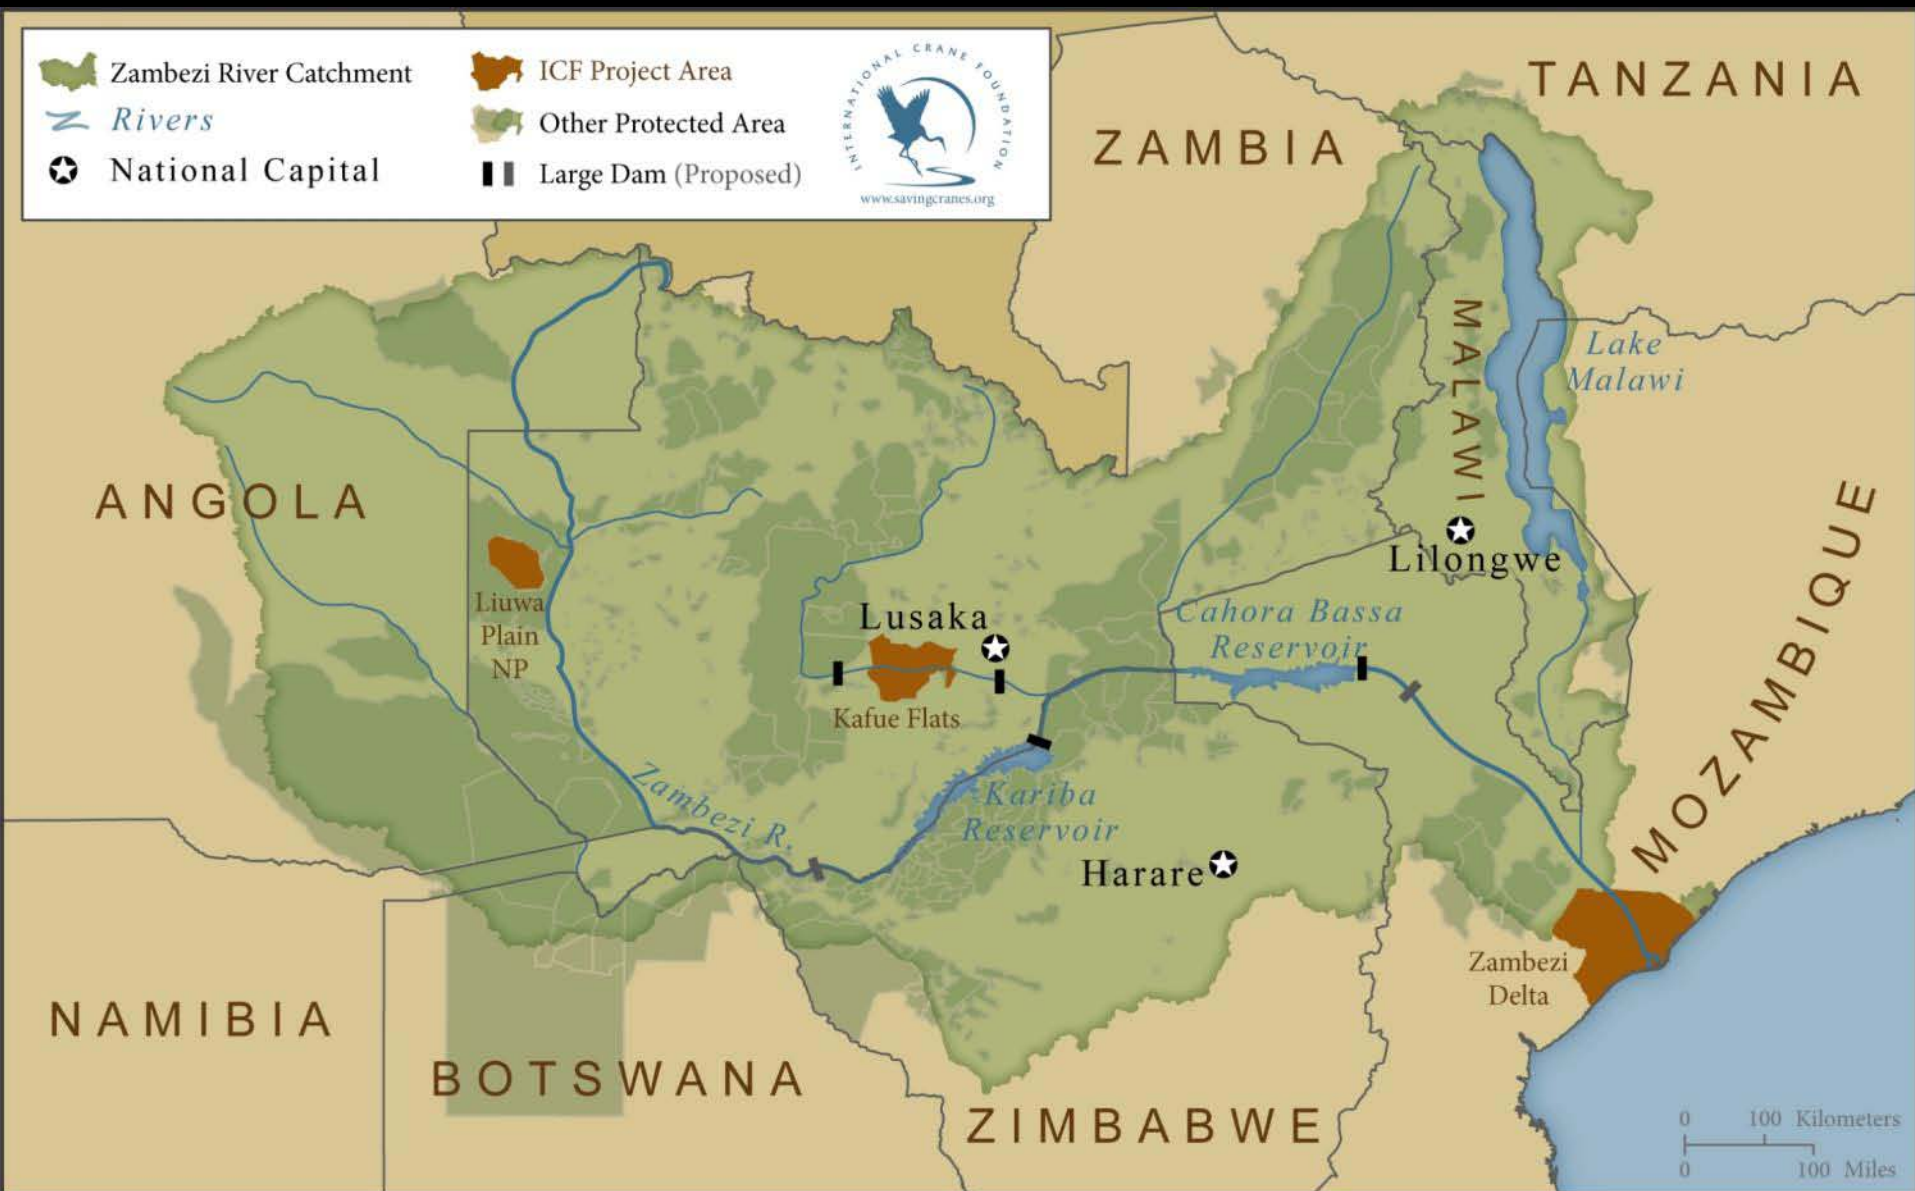 Zambezi River Catchment
Rivers
National Capital
ICF Project Area
Other Protected Area
Large Dam (Proposed)
INTERNATIONAL CRANE FOUNDATION
www.savingcranes.org
TANZANIA
ZAMBIA
MALAWI
Lake
Malawi
ANGOLA
Lilongwe
Liuwa
Plain
NP
Lusaka
Cahora Bassa
Reservoir
Kafue Flats
MOZAMBIQUE
Zambezi R.
Kariba
Reservoir
Harare
Zambezi
Delta
NAMIBIA
BOTSWANA
ZIMBABWE
0 100 Kilometers
0 100 Miles